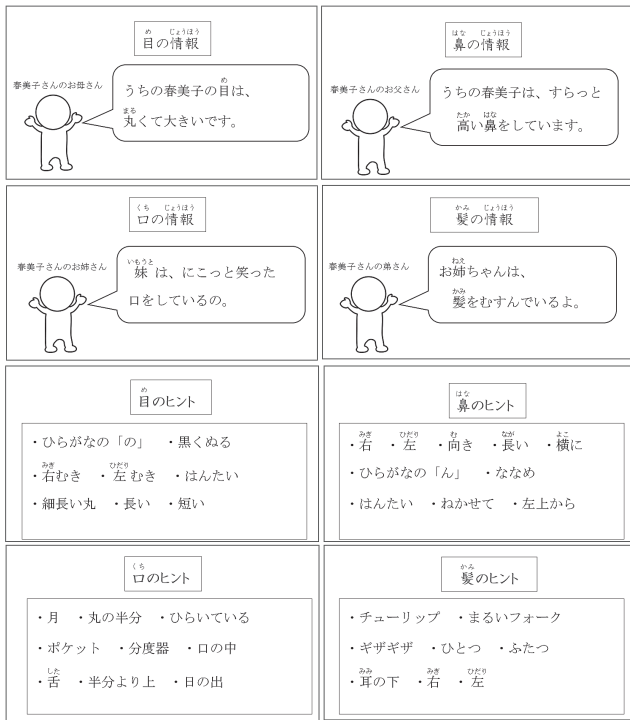 目の情報
春美子さんのお母さん
うちの春美子の目は、
丸くて大きいです。
鼻の情報
春美子さんのお父さん
うちの春美子は、すらっと
高い鼻をしています。
口の情報
春美子さんのお姉さん
妹は、にこっと笑った
口をしているの。
髪の情報
春美子さんの弟さん
お姉ちゃんは、
髪をむすんでいるよ。
目のヒント
・ひらがなの「の」 ・黒くぬる
・右むき ・左むき ・はんたい
・細長い丸 ・長い ・短い
鼻のヒント
・右 ・左 ・向き ・長い ・横に
・ひらがなの「ん」 ・ななめ
・はんたい ・ねかせて ・左上から
口のヒント
・月 ・丸の半分 ・ひらいている
・ポケット ・分度器 ・口の中
・舌 ・半分より上 ・日の出
髪のヒント
・チューリップ ・まるいフォーク
・ギザギザ ・ひとつ ・ふたつ
・耳の下 ・右 ・左